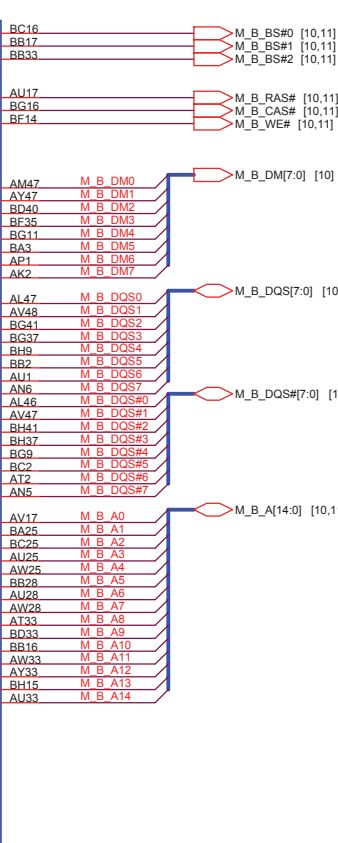 BC16 M_B_BS#0 [10,11]
BB17 M_B_BS#1 [10,11]
BB33 M_B_BS#2 [10,11]
AU17 M_B_RAS# [10,11]
BG16 M_B_CAS# [10,11]
BF14 M_B_WE# [10,11]
M_B_DM[7:0] [10]
AM47 M_B_DM0
AY47 M_B_DM1
BD40 M_B_DM2
BF35 M_B_DM3
BG11 M_B_DM4
BA3 M_B_DM5
AP1 M_B_DM6
AK2 M_B_DM7
M_B_DQS[7:0] [10
AL47 M_B_DQS0
AV48 M_B_DQS1
BG41 M_B_DQS2
BG37 M_B_DQS3
BH9 M_B_DQS4
BB2 M_B_DQS5
AU1 M_B_DQS6
AN6 M_B_DQS7
M_B_DQS#[7:0] [1
AL46 M_B_DQS#0
AV47 M_B_DQS#1
BH41 M_B_DQS#2
BH37 M_B_DQS#3
BG9 M_B_DQS#4
BC2 M_B_DQS#5
AT2 M_B_DQS#6
AN5 M_B_DQS#7
M_B_A[14:0] [10,1
AV17 M_B_A0
BA25 M_B_A1
BC25 M_B_A2
AU25 M_B_A3
AW25 M_B_A4
BB28 M_B_A5
AU28 M_B_A6
AW28 M_B_A7
AT33 M_B_A8
BD33 M_B_A9
BB16 M_B_A10
AW33 M_B_A11
AY33 M_B_A12
BH15 M_B_A13
AU33 M_B_A14